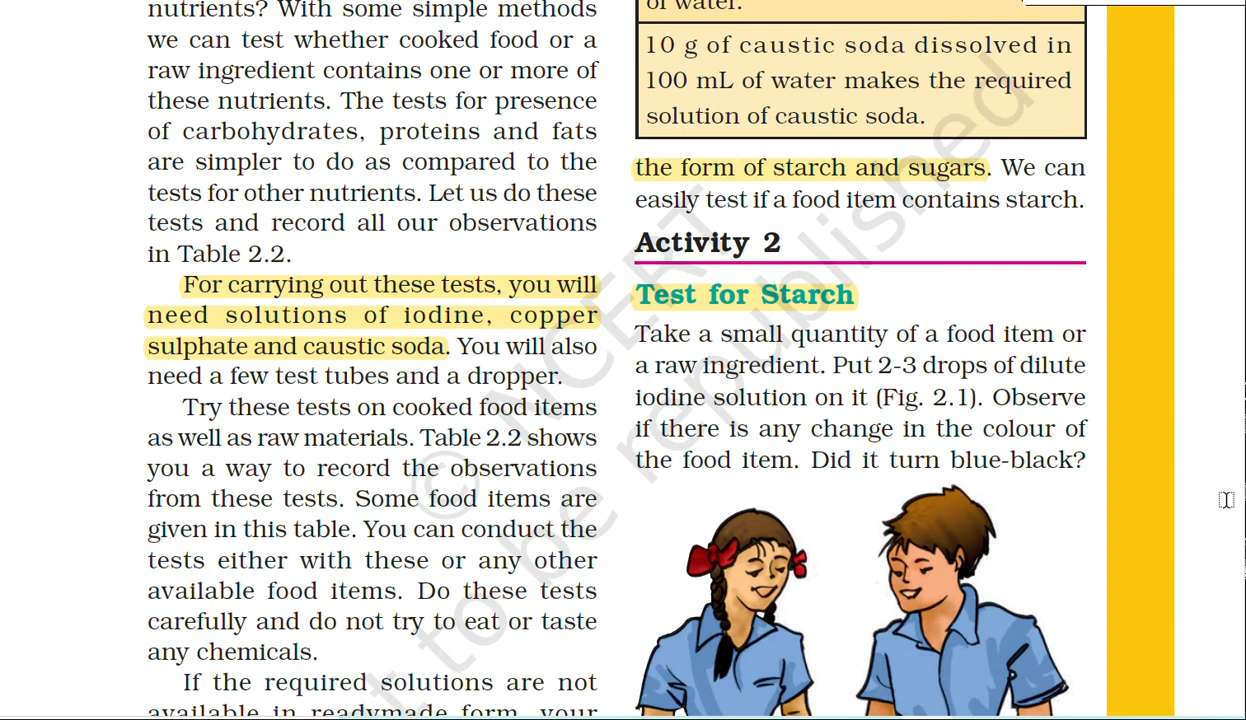 nutrients? With some simple methods
we can test whether cooked food or a
raw ingredient contains one or more of
these nutrients. The tests for presence
of carbohydrates, proteins and fats
are simpler to do as compared to the
tests for other nutrients. Let us do these
tests and record all our observations
in Table 2.2.
For carrying out these tests, you will
need solutions of iodine, copper
sulphate and caustic soda. You will also
need a few test tubes and a dropper.
Try these tests on cooked food items
as well as raw materials. Table 2.2 shows
you a way to record the observations
from these tests. Some food items are
given in this table. You can conduct the
tests either with these or any other
available food items. Do these tests
carefully and do not try to eat or taste
any chemicals.
If the required solutions are not
available in readymade form, your
of water.
10 g of caustic soda dissolved in
100 mL of water makes the required
solution of caustic soda.
the form of starch and sugars. We can
easily test if a food item contains starch.
Activity 2
Test for Starch
Take a small quantity of a food item or
a raw ingredient. Put 2-3 drops of dilute
iodine solution on it (Fig. 2.1). Observe
if there is any change in the colour of
the food item. Did it turn blue-black?
© NCERT
t to be republished